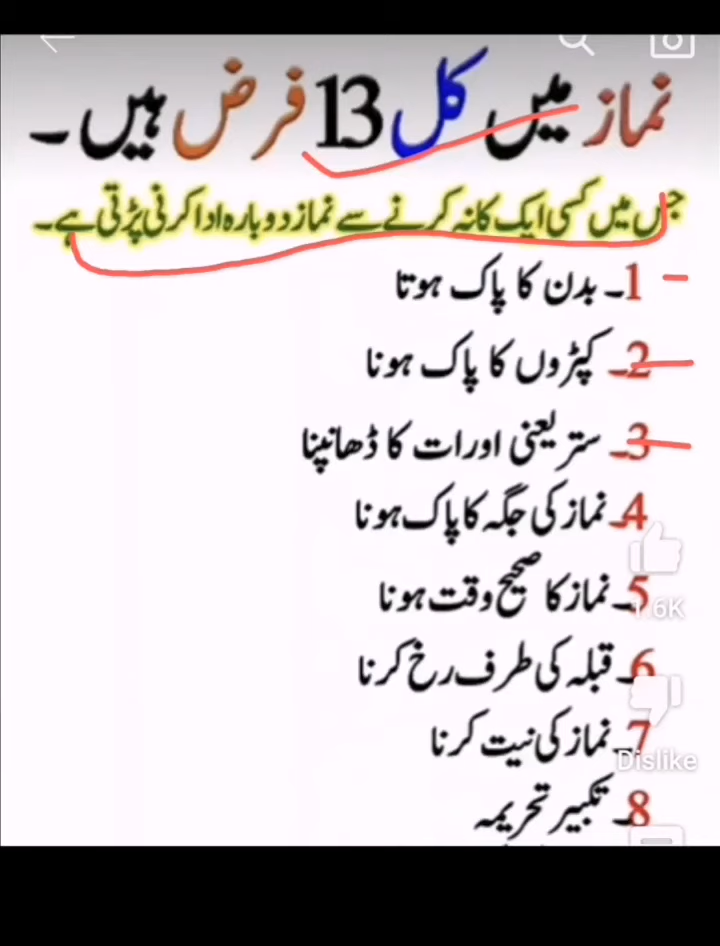 نماز میں کل 13 فرض ہیں۔
جس میں کسی ایک کا نہ کرنے سے نماز دوبارہ ادا کرنی پڑتی ہے۔
1۔ بدن کا پاک ہوتا
2۔ کپڑوں کا پاک ہونا
3۔ ستر یعنی اورات کا ڈھانپنا
4۔ نماز کی جگہ کا پاک ہونا
5۔ نماز کا صحیح وقت ہونا
1.6K
6۔ قبلہ کی طرف رخ کرنا
7۔ نماز کی نیت کرنا
Dislike
8۔ تکبیر تحریمہ